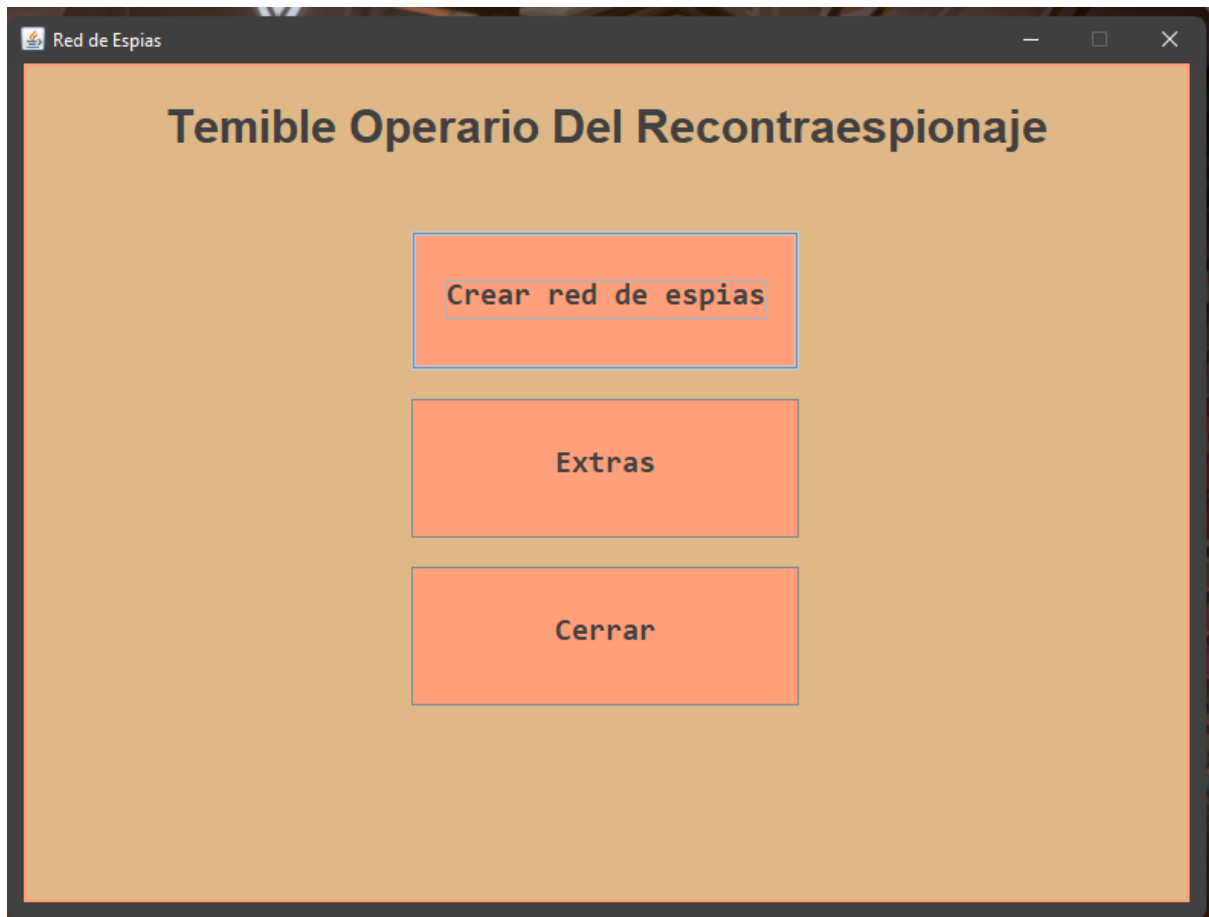 Red de Espias
Temible Operario Del Recontraespionaje
Crear red de espias
Extras
Cerrar